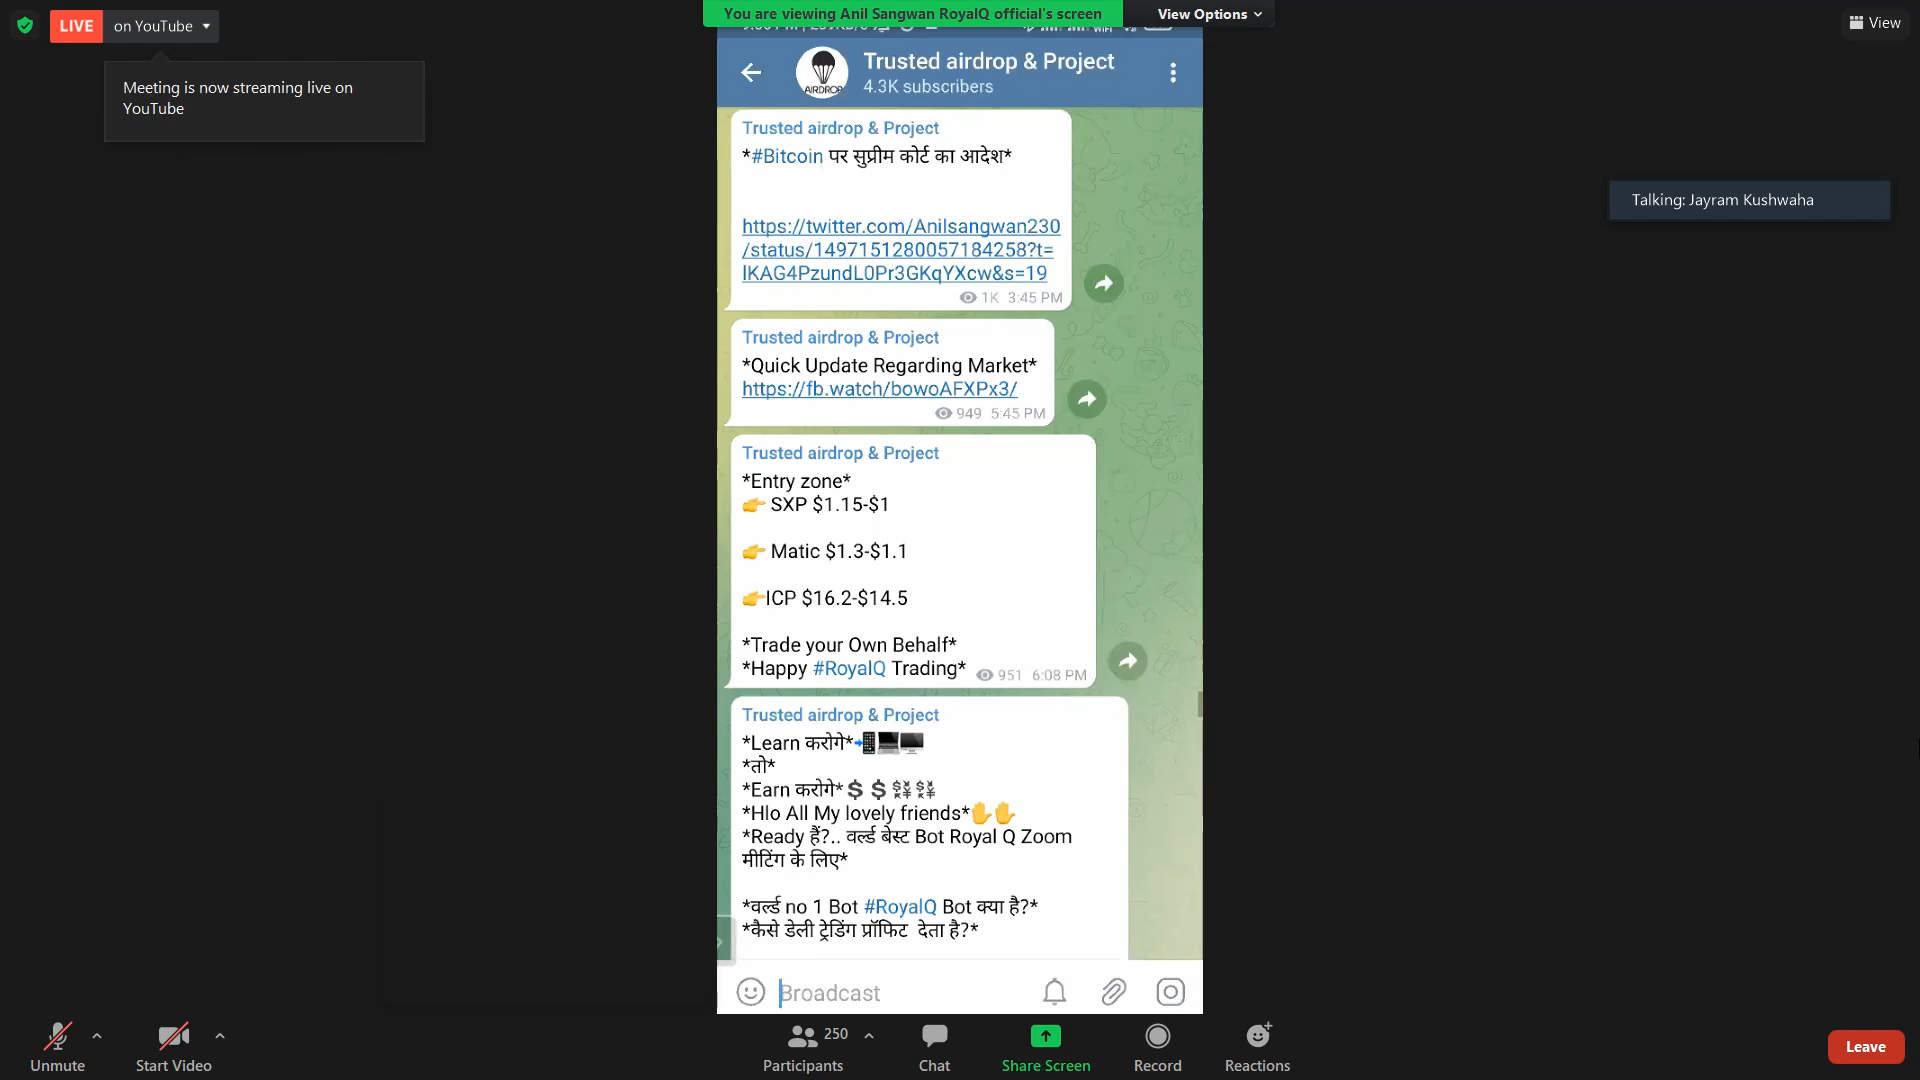 LIVE on YouTube
You are viewing Anil Sangwan RoyalQ official's screen View Options
View
Meeting is now streaming live on
YouTube
Talking: Jayram Kushwaha
Trusted airdrop & Project
4.3K subscribers
AIRDROP
Trusted airdrop & Project
*#Bitcoin पर सुप्रीम कोर्ट का आदेश*
https://twitter.com/Anilsangwan230
/status/1497151280057184258?t=
lKAG4PzundL0Pr3GKqYXcw&s=19
1K 3:45 PM
Trusted airdrop & Project
*Quick Update Regarding Market*
https://fb.watch/bowoAFXPx3/
949 5:45 PM
Trusted airdrop & Project
*Entry zone*
👉 SXP $1.15-$1
👉 Matic $1.3-$1.1
👉ICP $16.2-$14.5
*Trade your Own Behalf*
*Happy #RoyalQ Trading* 951 6:08 PM
Trusted airdrop & Project
*Learn करोगे*📲💻🖥
*तो*
*Earn करोगे*💲💲💱💱
*Hlo All My lovely friends*✋✋
*Ready हैं?.. वर्ल्ड बेस्ट Bot Royal Q Zoom
मीटिंग के लिए*
*वर्ल्ड no 1 Bot #RoyalQ Bot क्या है?*
*कैसे डेली ट्रेडिंग प्रॉफिट देता है?*
Broadcast
Unmute
Start Video
250
Participants
Chat
Share Screen
Record
Reactions
Leave